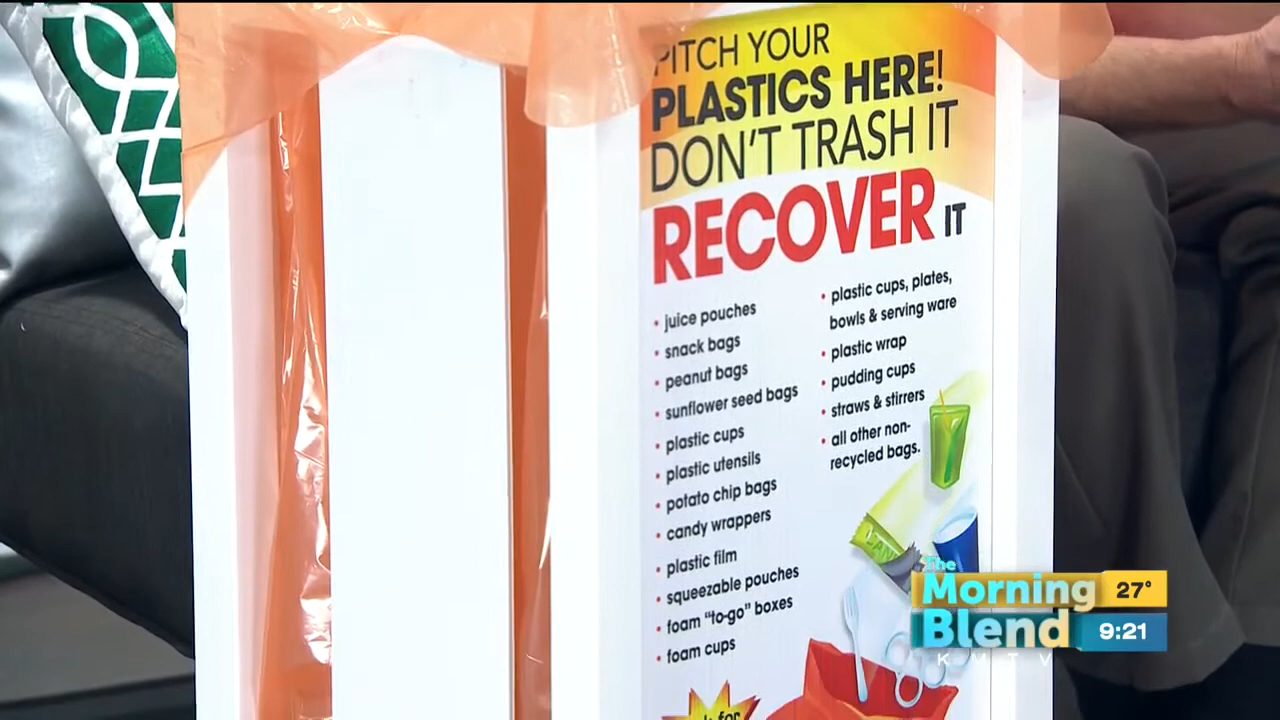 PITCH YOUR
PLASTICS HERE!
DON'T TRASH IT
RECOVER IT
• juice pouches
• snack bags
• peanut bags
• sunflower seed bags
• plastic cups
• plastic utensils
• potato chip bags
• candy wrappers
• plastic film
• squeezable pouches
• foam "to-go" boxes
• foam cups
• plastic cups, plates,
bowls & serving ware
• plastic wrap
• pudding cups
• straws & stirrers
• all other non-
recycled bags.
for
The
Morning
Blend
KMTV
27°
9:21